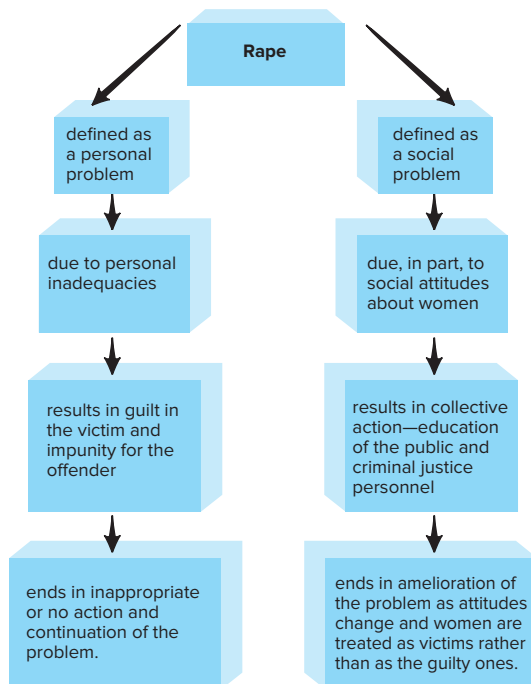 Rape
defined as
a personal
problem
due to personal
inadequacies
results in guilt in
the victim and
impunity for the
offender
ends in inappropriate
or no action and
continuation of the
problem.
defined as
a social
problem
due, in part, to
social attitudes
about women
results in collective
action—education
of the public and
criminal justice
personnel
ends in amelioration of
the problem as attitudes
change and women are
treated as victims rather
than as the guilty ones.